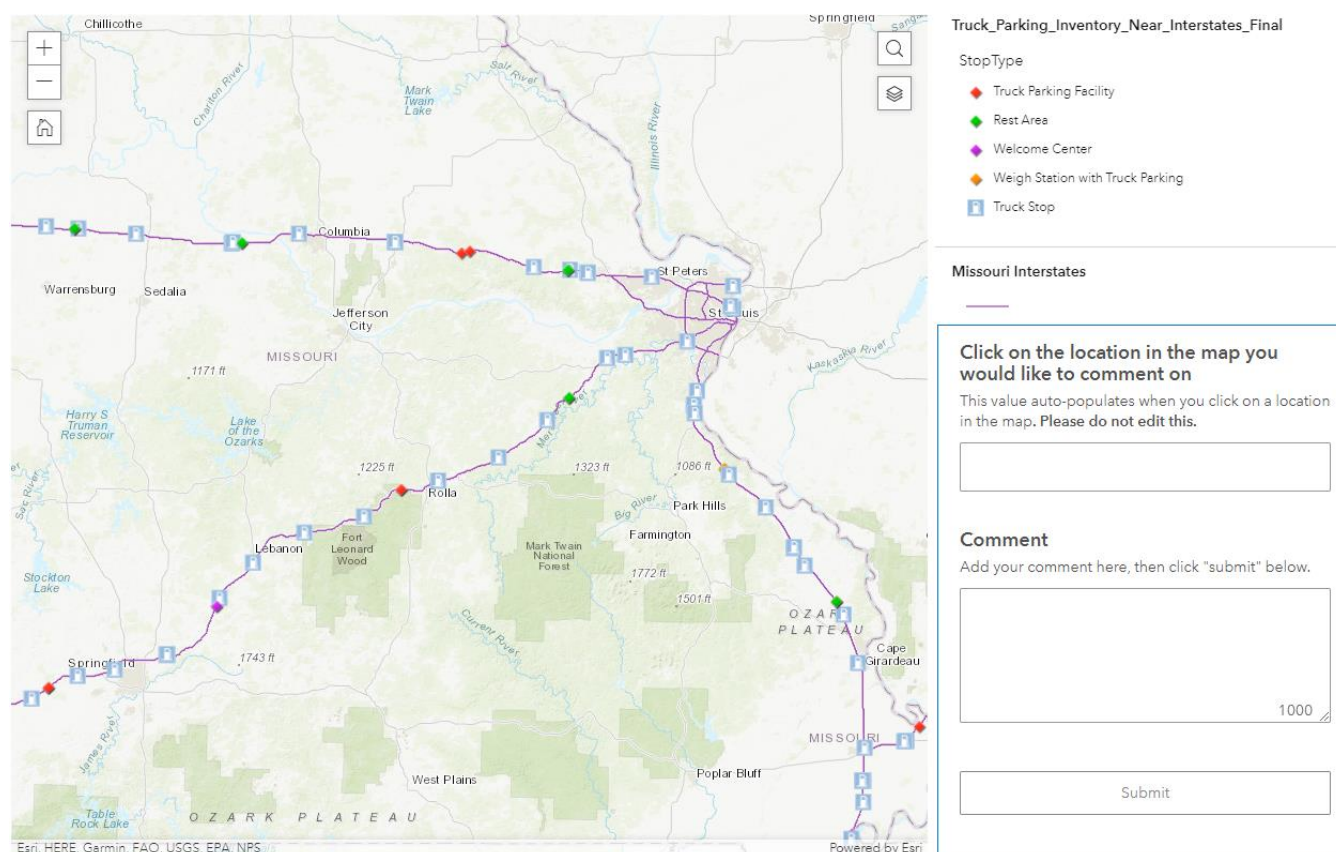 Chillicothe
Springfield
Salt River
Chariton River
Mark
Twain
Lake
Illinois River
Columbia
St Peters
Warrensburg
Sedalia
Jefferson
City
MISSOURI
1171 ft
Kaskaskia River
Harry S
Truman
Reservoir
Lake
of the
Ozarks
1225 ft
1323 ft
1086 ft
Rolla
Big River
Park Hills
Lebanon
Fort
Leonard
Wood
Mark Twain
National
Forest
Farmington
Stockton
Lake
1772 ft
1501 ft
Current River
PLATEAU
Cape
Girardeau
Springfield
1743 ft
James River
West Plains
Poplar Bluff
Table
Rock Lake
OZARK PLATEAU
Esri, HERE, Garmin, FAO, USGS, EPA, NPS
Powered by Esri
Truck_Parking_Inventory_Near_Interstates_Final
StopType
Truck Parking Facility
Rest Area
Welcome Center
Weigh Station with Truck Parking
Truck Stop
Missouri Interstates
Click on the location in the map you
would like to comment on
This value auto-populates when you click on a location
in the map. Please do not edit this.
Comment
Add your comment here, then click "submit" below.
1000
Submit